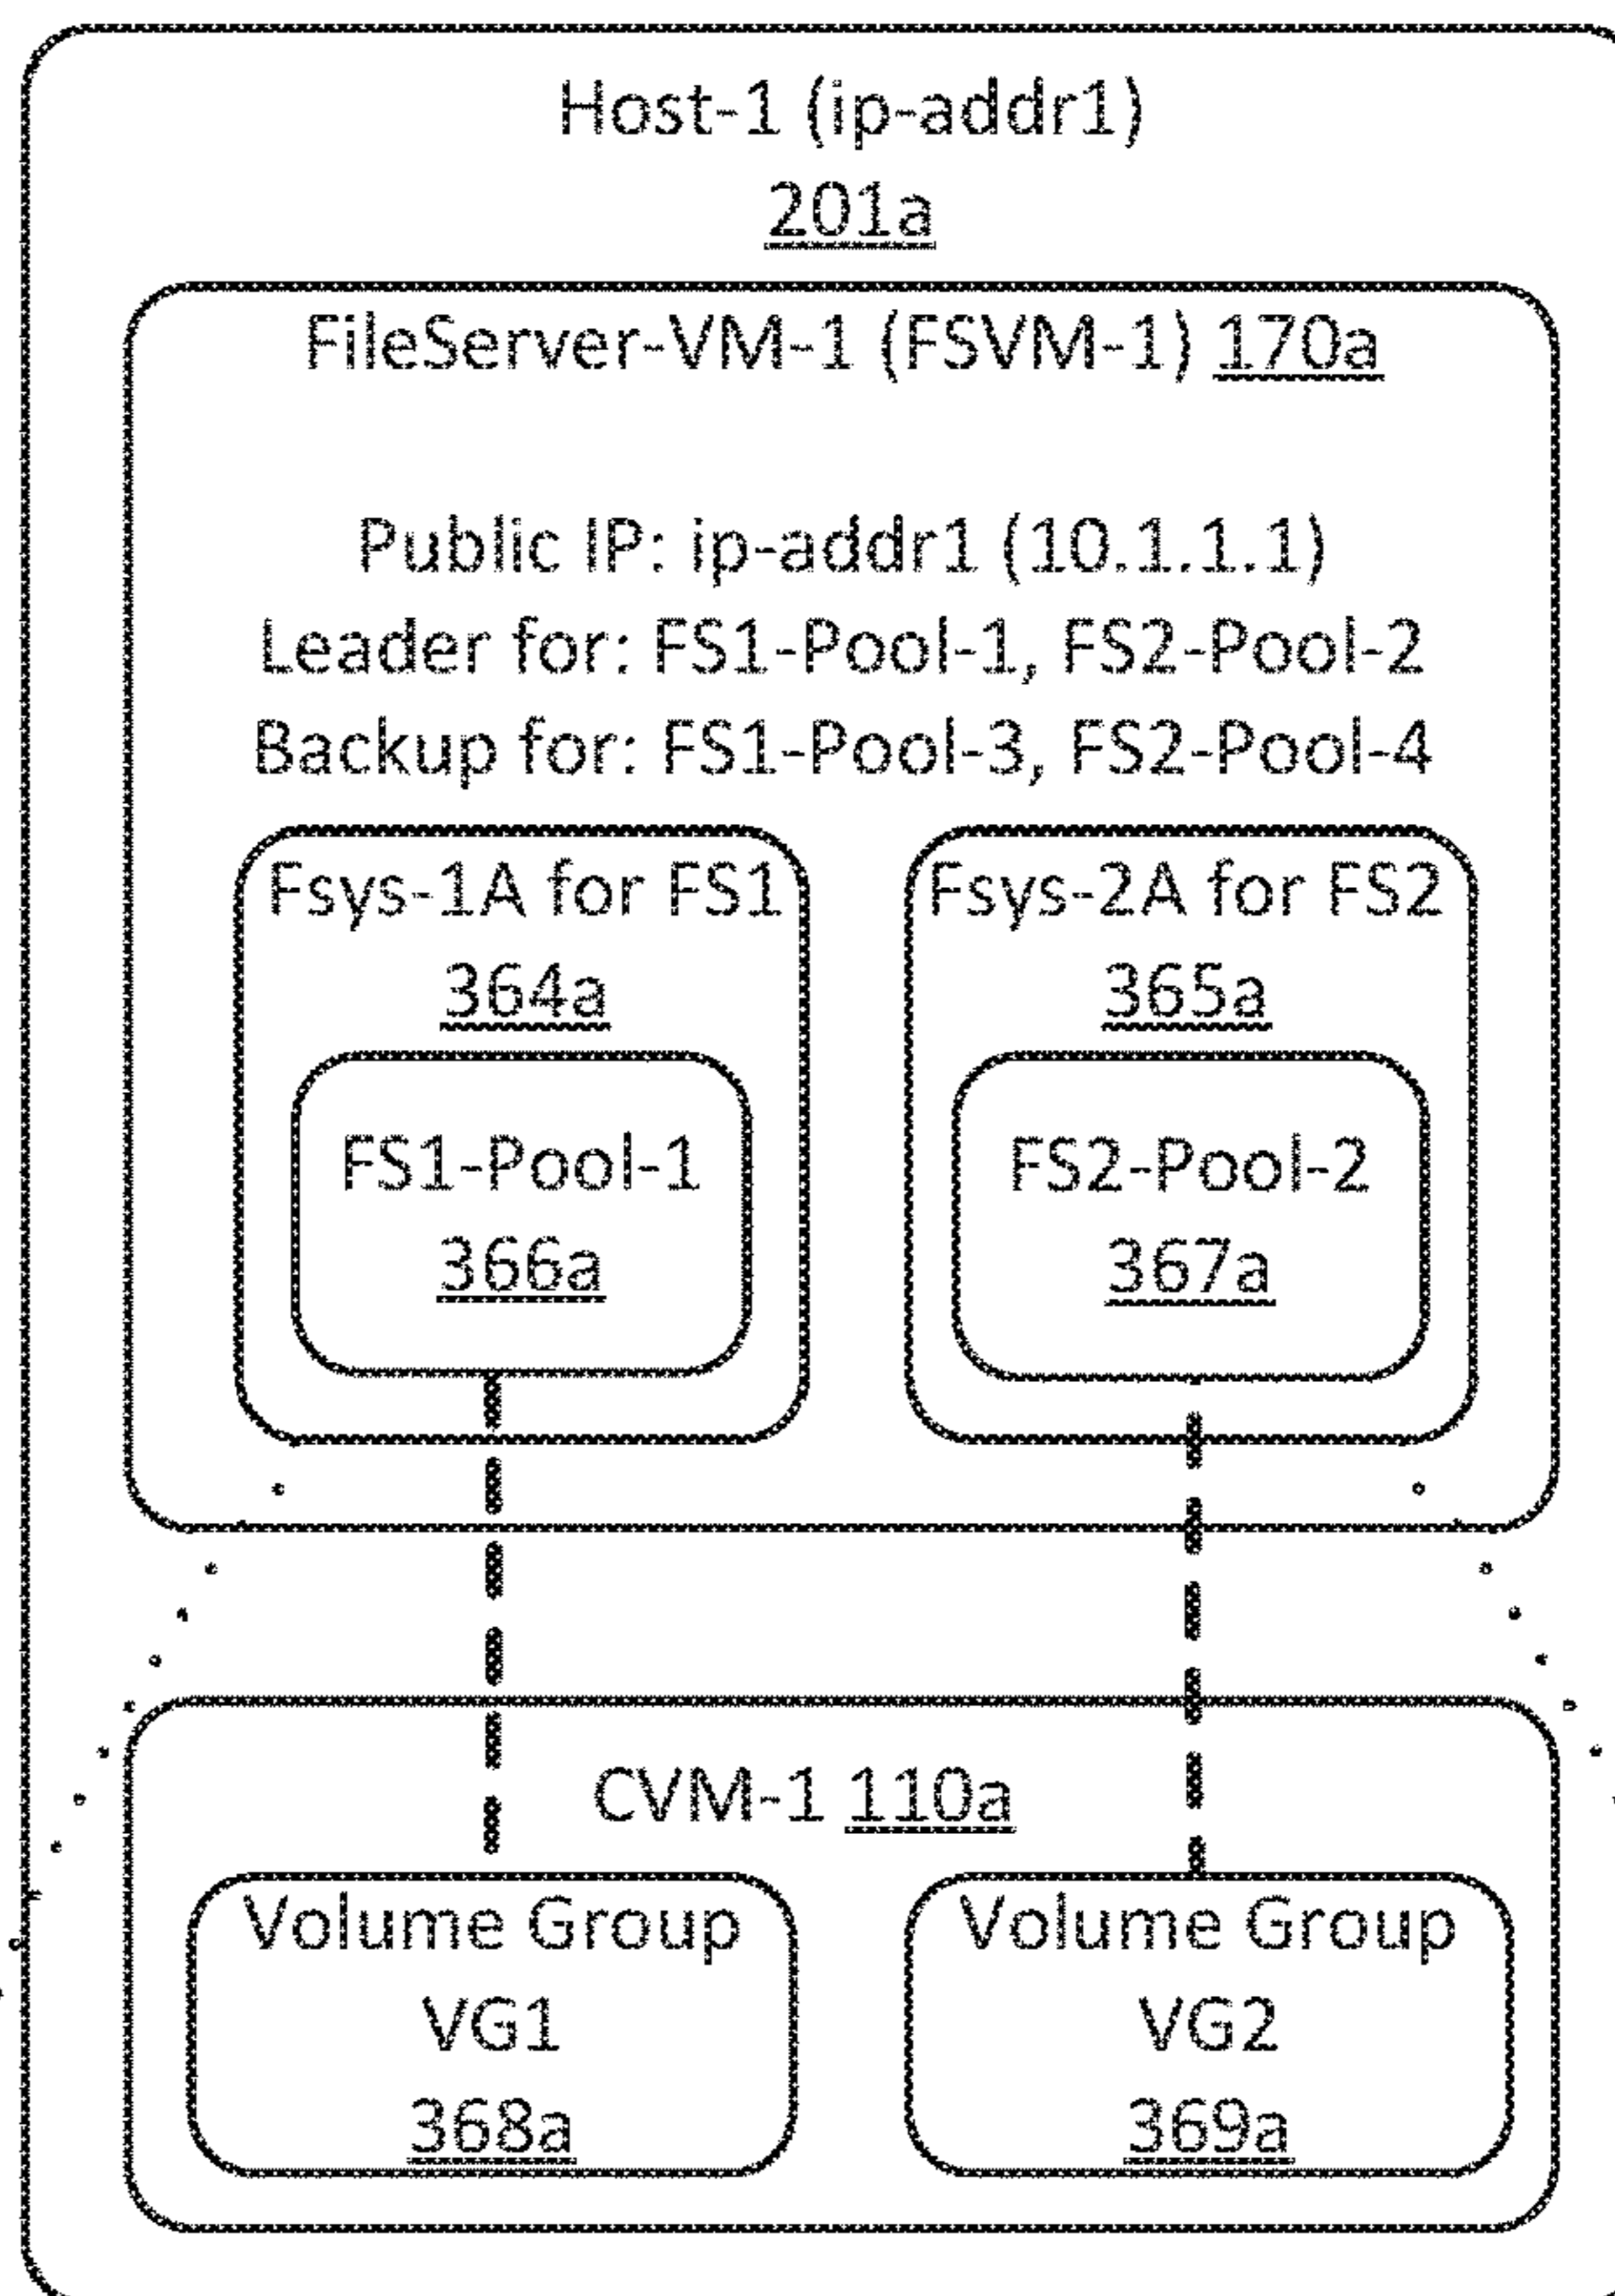 Host-1 (ip-addr1)
201a
FileServer-VM-1 (FSVM-1) 170a
Public IP: ip-addr1 (10.1.1.1)
Leader for: FS1-Pool-1, FS2-Pool-2
Backup for: FS1-Pool-3, FS2-Pool-4
Fsys-1A for FS1
364a
FS1-Pool-1
366a
Fsys-2A for FS2
365a
FS2-Pool-2
367a
CVM-1 110a
Volume Group
VG1
368a
Volume Group
VG2
369a